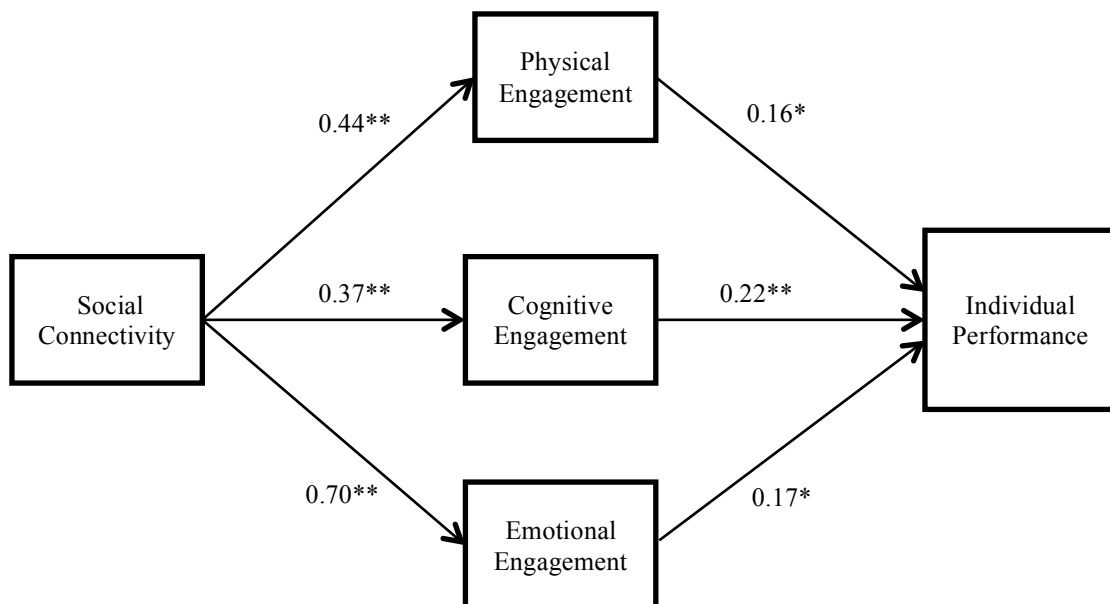 Physical
Engagement
0.44**
0.16*
Social
Connectivity
0.37**
Cognitive
Engagement
0.22**
Individual
Performance
0.70**
Emotional
Engagement
0.17*